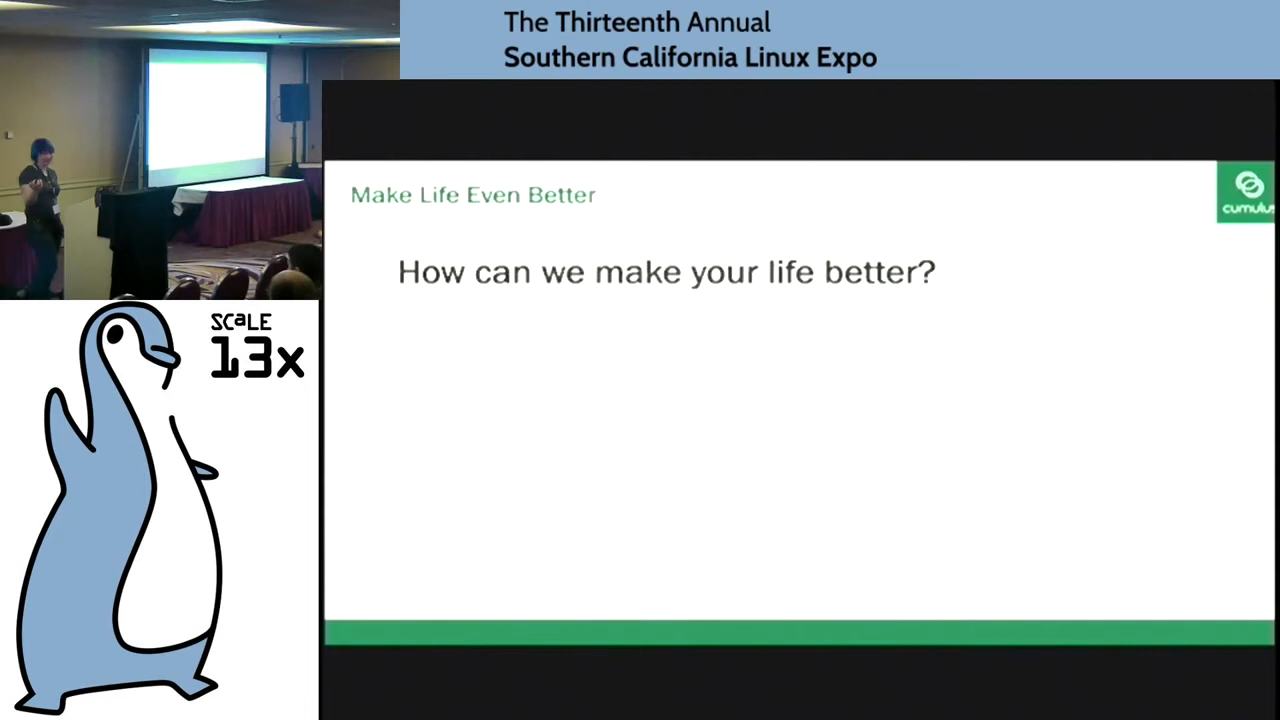 The Thirteenth Annual
Southern California Linux Expo
SCaLE
13x
Make Life Even Better
cumulus
How can we make your life better?